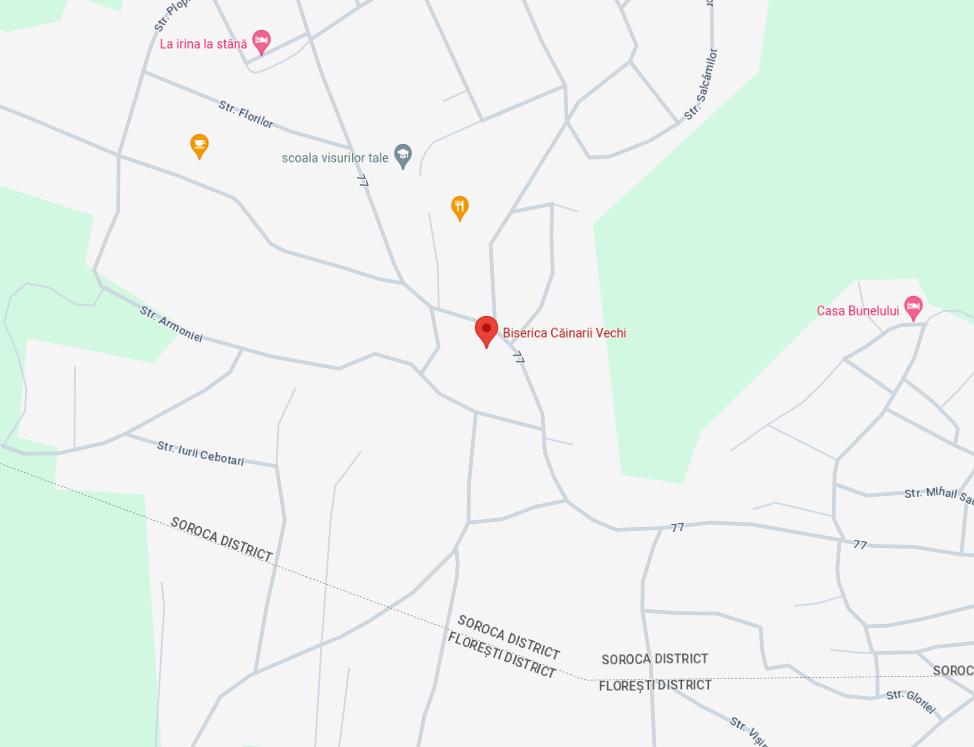 Str. Plop
La irina la stână
Str. Florilor
Str. Salcâmilor
scoala visurilor tale
77
Casa Bunelului
Str. Armoniei
Biserica Căinarii Vechi
77
Str. Iurii Cebotari
Str. Mihail Sad
SOROCA DISTRICT
77
77
SOROCA DISTRICT
FLOREȘTI DISTRICT
SOROCA DISTRICT
FLOREȘTI DISTRICT
SOROC
Str. Gloriei
Str. Vișin